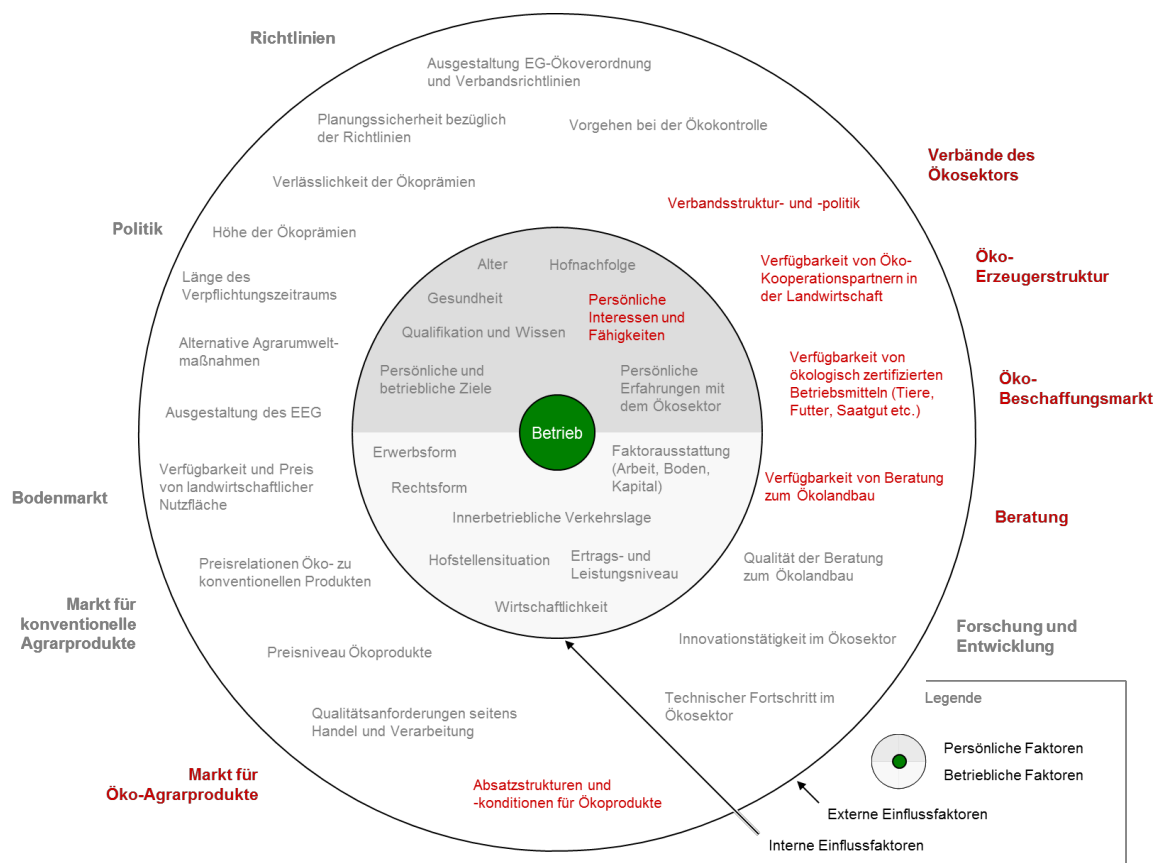 Richtlinien
Ausgestaltung EG-Ökoverordnung
und Verbandsrichtlinien
Planungssicherheit bezüglich
der Richtlinien
Vorgehen bei der Ökokontrolle
Verbände des
Ökosektors
Verlässlichkeit der Ökoprämien
Verbandsstruktur- und -politik
Politik
Höhe der Ökoprämien
Länge des
Verpflichtungszeitraums
Alternative Agrarumwelt-
maßnahmen
Ausgestaltung des EEG
Alter
Hofnachfolge
Gesundheit
Persönliche
Interessen und
Fähigkeiten
Qualifikation und Wissen
Persönliche und
betriebliche Ziele
Persönliche
Erfahrungen mit
dem Ökosektor
Betrieb
Verfügbarkeit von Öko-
Kooperationspartnern in
der Landwirtschaft
Öko-
Erzeugerstruktur
Verfügbarkeit von
ökologisch zertifizierten
Betriebsmitteln (Tiere,
Futter, Saatgut etc.)
Öko-
Beschaffungsmarkt
Erwerbsform
Faktorausstattung
(Arbeit, Boden,
Kapital)
Rechtsform
Innerbetriebliche Verkehrslage
Hofstellensituation
Ertrags- und
Leistungsniveau
Wirtschaftlichkeit
Bodenmarkt
Verfügbarkeit und Preis
von landwirtschaftlicher
Nutzfläche
Verfügbarkeit von Beratung
zum Ökolandbau
Beratung
Preisrelationen Öko- zu
konventionellen Produkten
Qualität der Beratung
zum Ökolandbau
Markt für
konventionelle
Agrarprodukte
Preisniveau Ökoprodukte
Innovationstätigkeit im Ökosektor
Forschung und
Entwicklung
Qualitätsanforderungen seitens
Handel und Verarbeitung
Technischer Fortschritt im
Ökosektor
Markt für
Öko-Agrarprodukte
Absatzstrukturen und
-konditionen für Ökoprodukte
Legende
Persönliche Faktoren
Betriebliche Faktoren
Externe Einflussfaktoren
Interne Einflussfaktoren